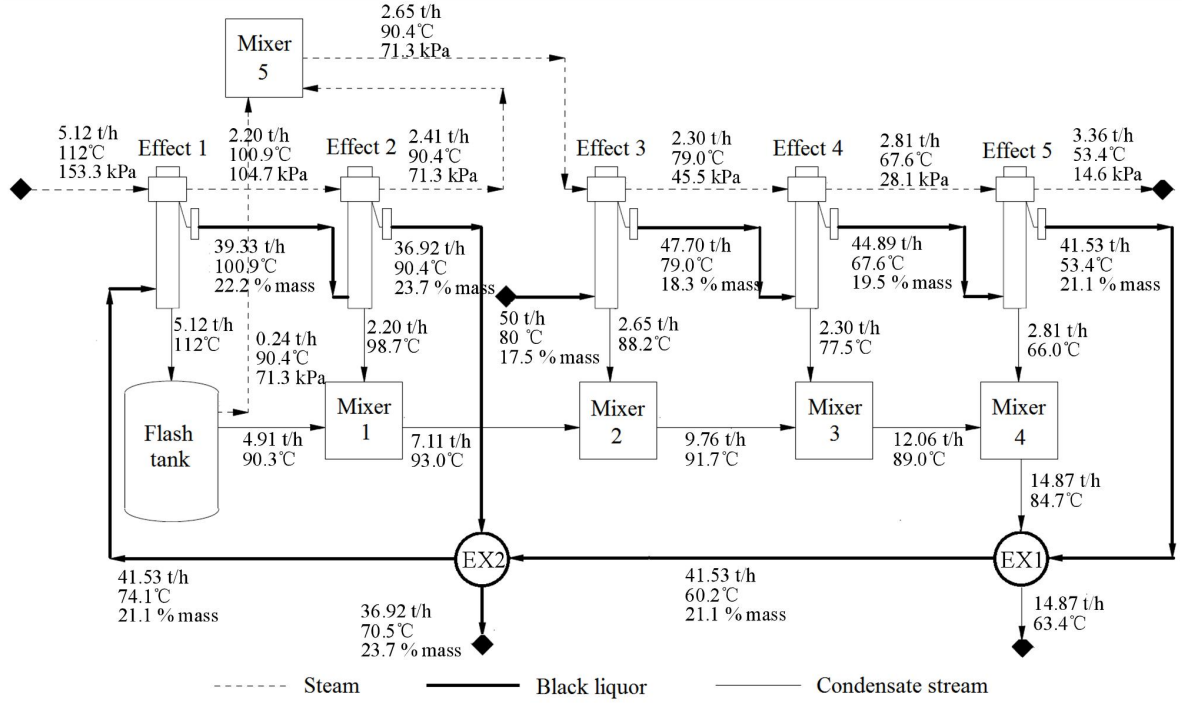 2.65 t/h
90.4℃
71.3 kPa
Mixer
5
5.12 t/h
112℃
153.3 kPa
Effect 1
2.20 t/h
100.9℃
104.7 kPa
Effect 2
2.41 t/h
90.4℃
71.3 kPa
Effect 3
2.30 t/h
79.0℃
45.5 kPa
Effect 4
2.81 t/h
67.6℃
28.1 kPa
Effect 5
3.36 t/h
53.4℃
14.6 kPa
39.33 t/h
100.9℃
22.2 % mass
36.92 t/h
90.4℃
23.7 % mass
47.70 t/h
79.0℃
18.3 % mass
44.89 t/h
67.6℃
19.5 % mass
41.53 t/h
53.4℃
21.1 % mass
5.12 t/h
112℃
0.24 t/h
90.4℃
71.3 kPa
2.20 t/h
98.7℃
50 t/h
80 ℃
17.5 % mass
2.65 t/h
88.2℃
2.30 t/h
77.5℃
2.81 t/h
66.0℃
Flash
tank
4.91 t/h
90.3℃
Mixer
1
7.11 t/h
93.0℃
Mixer
2
9.76 t/h
91.7℃
Mixer
3
12.06 t/h
89.0℃
Mixer
4
14.87 t/h
84.7℃
EX2
EX1
41.53 t/h
74.1℃
21.1 % mass
36.92 t/h
70.5℃
23.7 % mass
41.53 t/h
60.2℃
21.1 % mass
14.87 t/h
63.4℃
Steam
Black liquor
Condensate stream